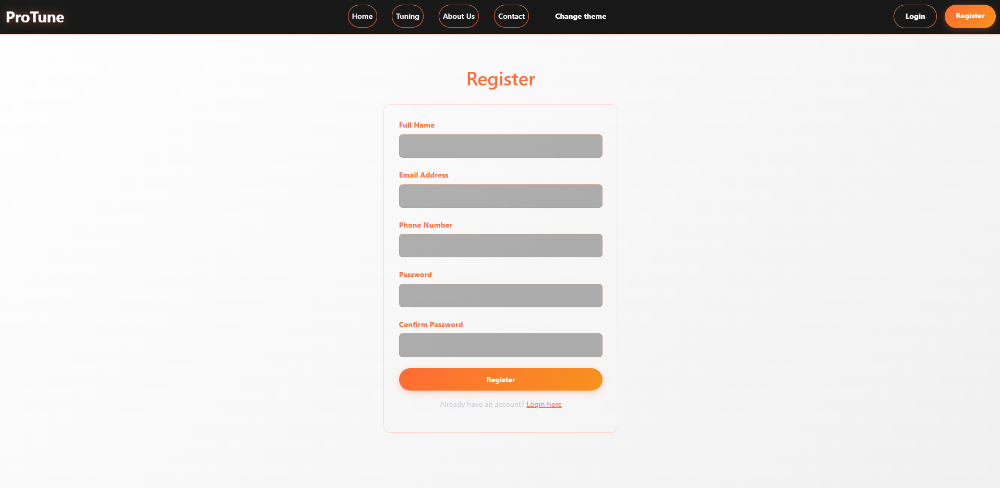 ProTune Home Tuning About Us Contact Change theme Login Register
Register
Full Name
Email Address
Phone Number
Password
Confirm Password
Register
Already have an account? Login here